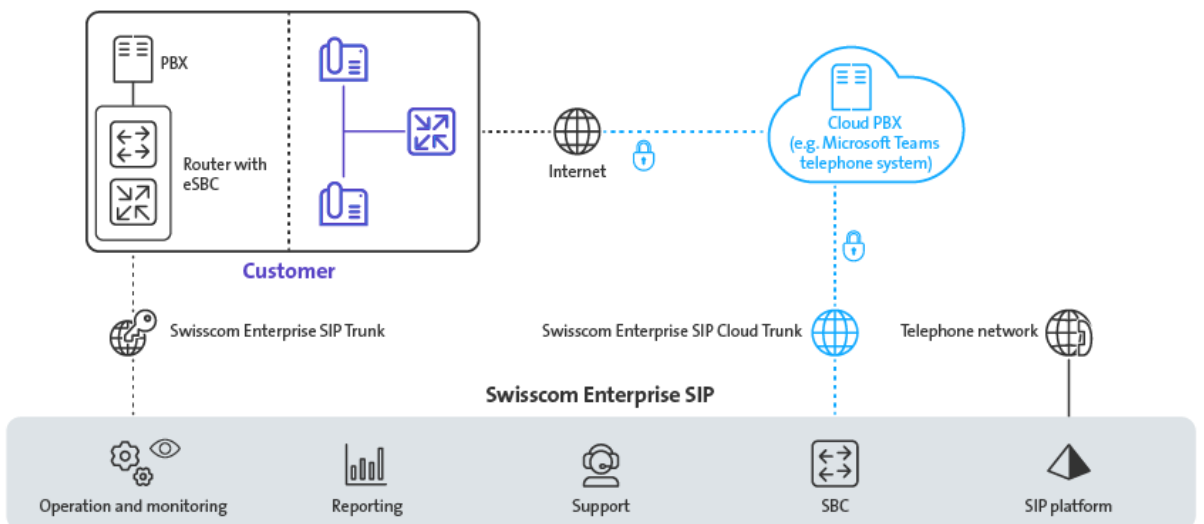 PBX
Router with
eSBC
Customer
Internet
Cloud PBX
(e.g. Microsoft Teams
telephone system)
Swisscom Enterprise SIP Trunk
Swisscom Enterprise SIP Cloud Trunk
Telephone network
Swisscom Enterprise SIP
Operation and monitoring
Reporting
Support
SBC
SIP platform